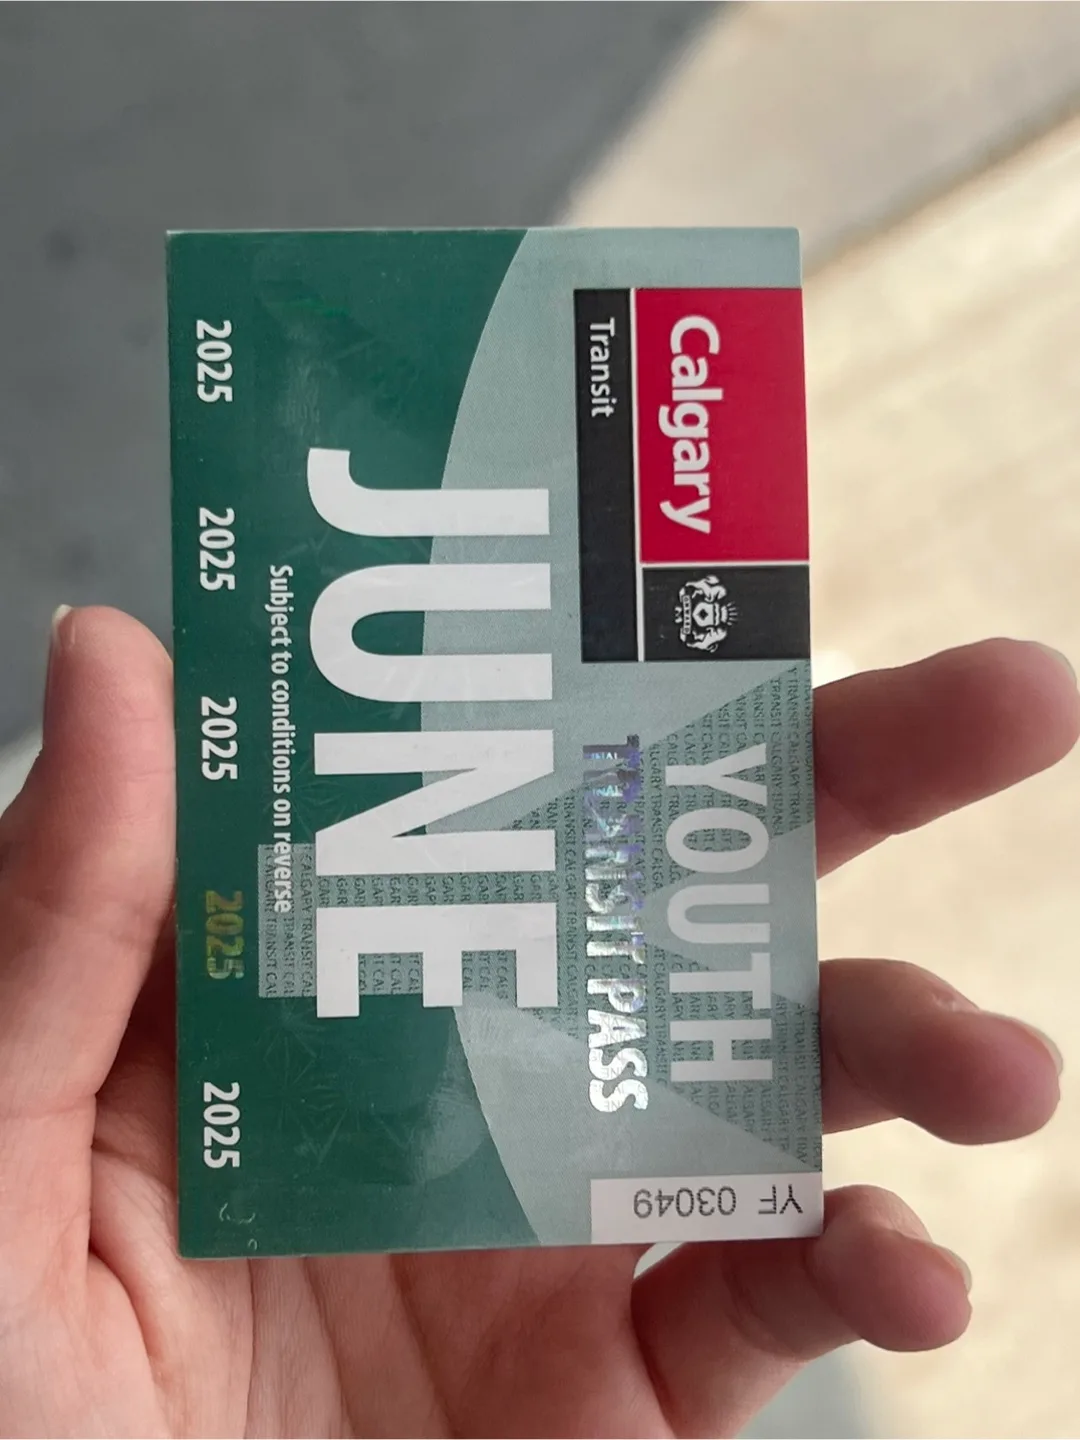 Calgary
Transit
YOUTH
TRANSIT PASS
JUNE
Subject to conditions on reverse
2025 2025 2025 2025 2025
YF 03049